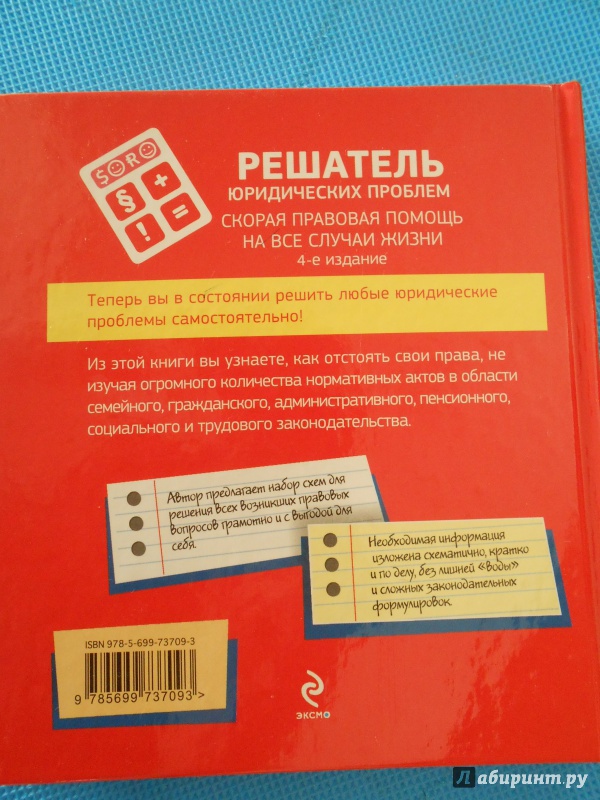 $☺R☺
§ +
! =
РЕШАТЕЛЬ
ЮРИДИЧЕСКИХ ПРОБЛЕМ
СКОРАЯ ПРАВОВАЯ ПОМОЩЬ
НА ВСЕ СЛУЧАИ ЖИЗНИ
4-е издание
Теперь вы в состоянии решить любые юридические
проблемы самостоятельно!
Из этой книги вы узнаете, как отстоять свои права, не
изучая огромного количества нормативных актов в области
семейного, гражданского, административного, пенсионного,
социального и трудового законодательства.
Автор предлагает набор схем для
решения всех возникших правовых
вопросов грамотно и с выгодой для
себя.
Необходимая информация
изложена схематично, кратко
и по делу, без лишней «воды»
и сложных законодательных
формулировок
ISBN 978-5-699-73709-3
9 785699 737093 >
ЭКСМО
Лабиринт.ру